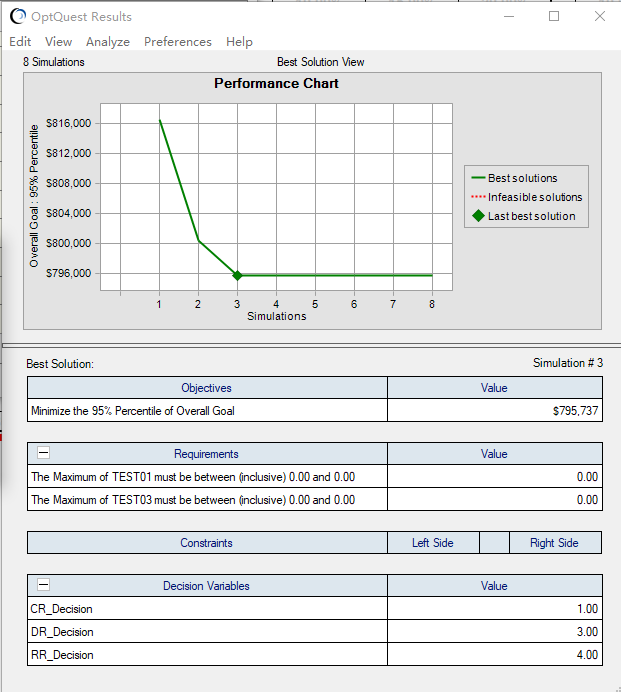 OptQuest Results
Edit View Analyze Preferences Help
8 Simulations Best Solution View
Performance Chart
Overall Goal : 95% Percentile
$816,000
$812,000
$808,000
$804,000
$800,000
$796,000
1 2 3 4 5 6 7 8
Simulations
Best solutions
Infeasible solutions
Last best solution
Best Solution: Simulation # 3
Objectives Value
Minimize the 95% Percentile of Overall Goal $795,737
Requirements Value
The Maximum of TEST01 must be between (inclusive) 0.00 and 0.00 0.00
The Maximum of TEST03 must be between (inclusive) 0.00 and 0.00 0.00
Constraints Left Side Right Side
Decision Variables Value
CR_Decision 1.00
DR_Decision 3.00
RR_Decision 4.00